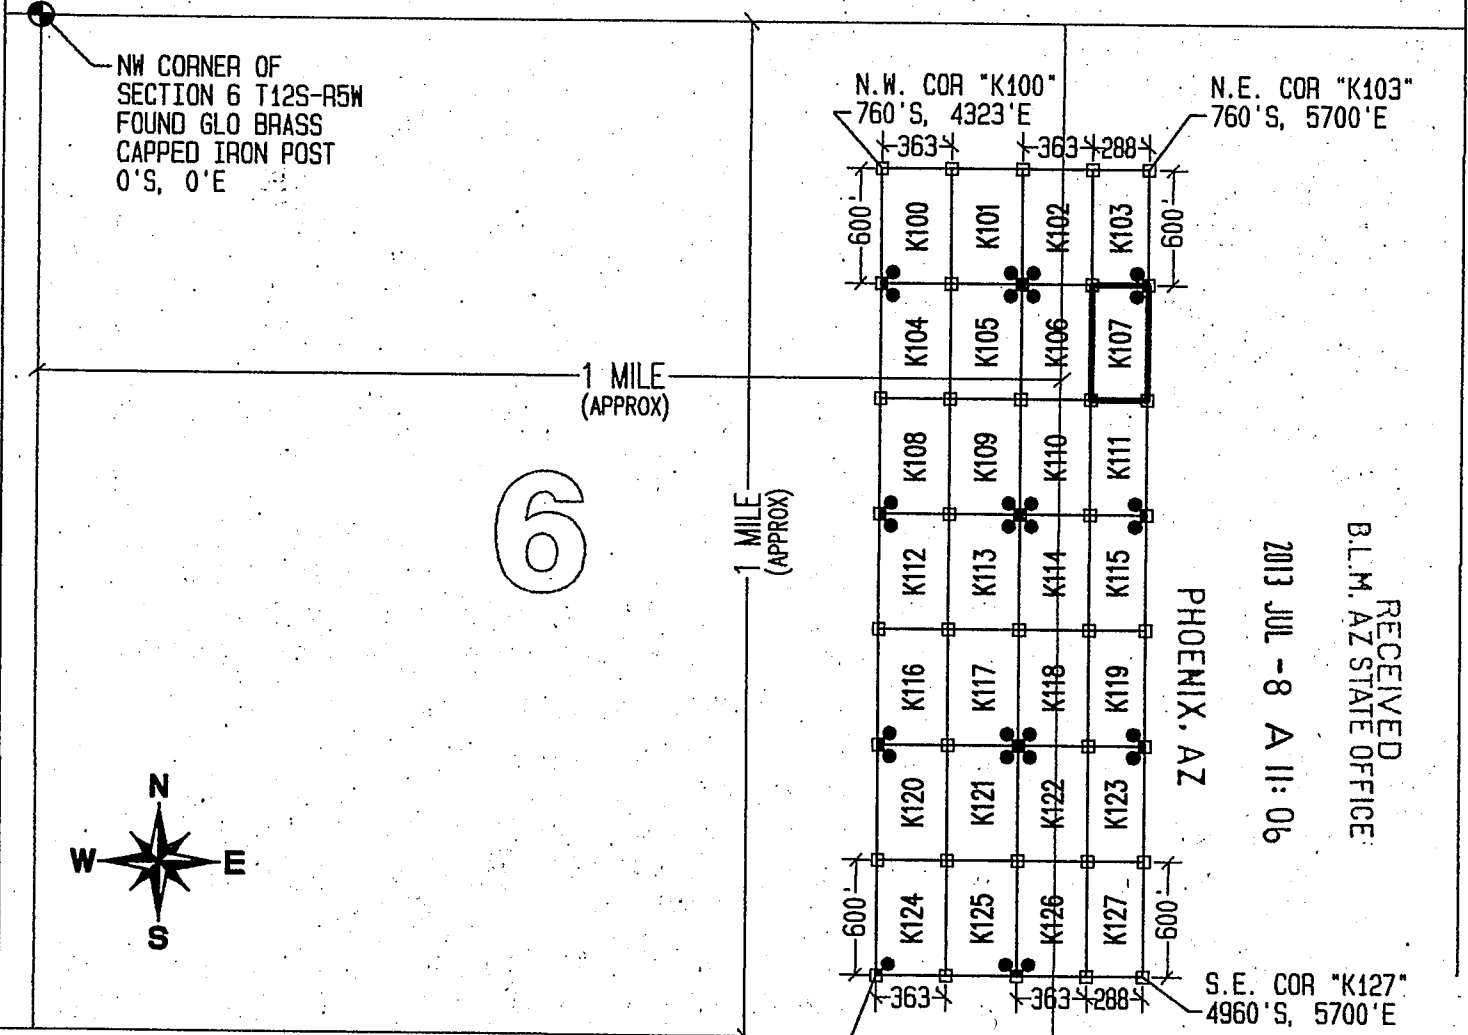 NW CORNER OF
SECTION 6 T12S-R5W
FOUND GLO BRASS
CAPPED IRON POST
0'S, 0'E
N.W. COR "K100"
760'S, 4323'E
N.E. COR "K103"
760'S, 5700'E
363
363
288
600'
K100
K101
K102
K103
600'
K104
K105
K106
K107
1 MILE
(APPROX)
K108
K109
K110
K111
6
1 MILE
(APPROX)
K112
K113
K114
K115
RECEIVED
B.L.M. AZ STATE OFFICE
2013 JUL -8 A 11: 06
PHOENIX, AZ
K116
K117
K118
K119
K120
K121
K122
K123
N
W
E
S
600'
K124
K125
K126
K127
600'
363
363
288
S.E. COR "K127"
4960'S, 5700'E